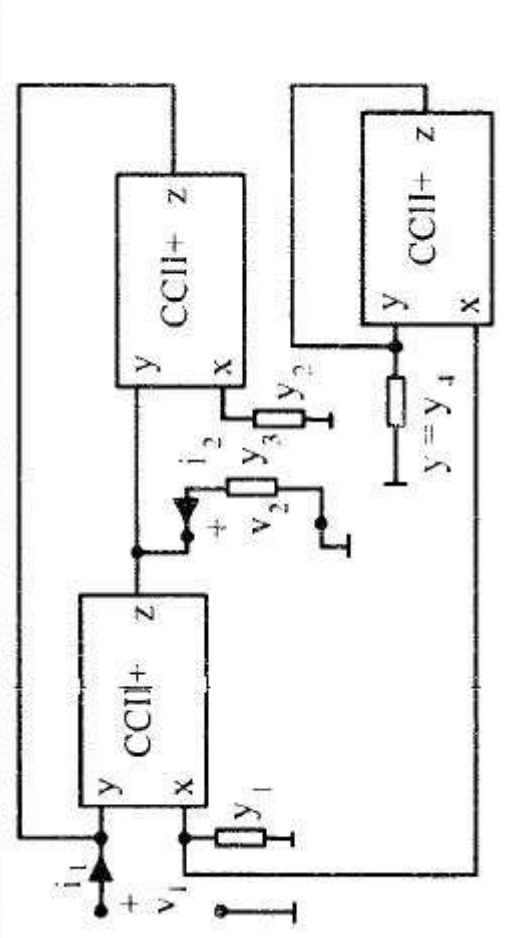 i₁
+
v₁
y
x
CCII+
z
y₁
i₂
+
v₂
y₃
y
x
CCII+
z
y₂
y = y₄
y
x
CCII+
z